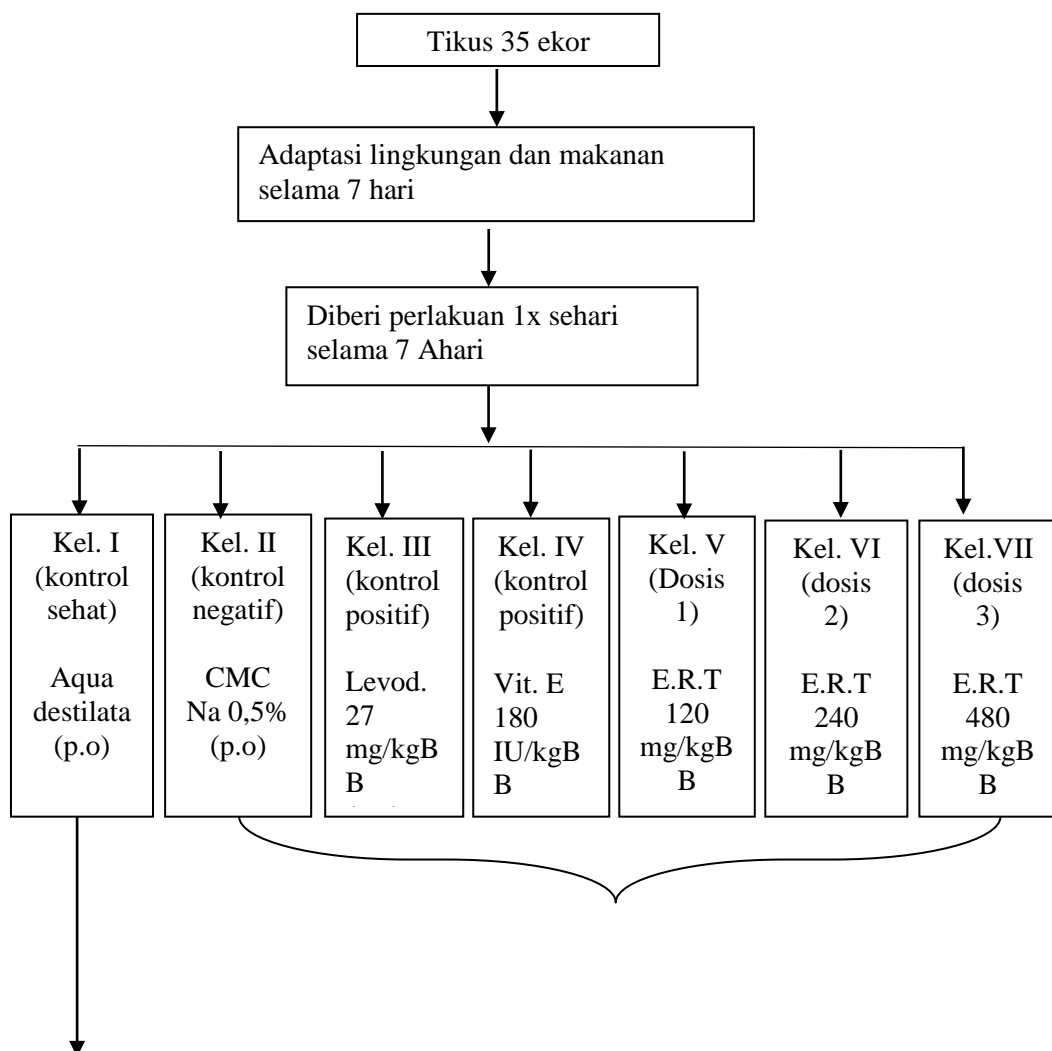 Tikus 35 ekor
Adaptasi lingkungan dan makanan
selama 7 hari
Diberi perlakuan 1x sehari
selama 7 Ahari
Kel. I
(kontrol
sehat)
Aqua
destilata
(p.o)
Kel. II
(kontrol
negatif)
CMC
Na 0,5%
(p.o)
Kel. III
(kontrol
positif)
Levod.
27
mg/kgB
B
Kel. IV
(kontrol
positif)
Vit. E
180
IU/kgB
B
Kel. V
(Dosis
1)
E.R.T
120
mg/kgB
B
Kel. VI
(dosis
2)
E.R.T
240
mg/kgB
B
Kel.VII
(dosis
3)
E.R.T
480
mg/kgB
B